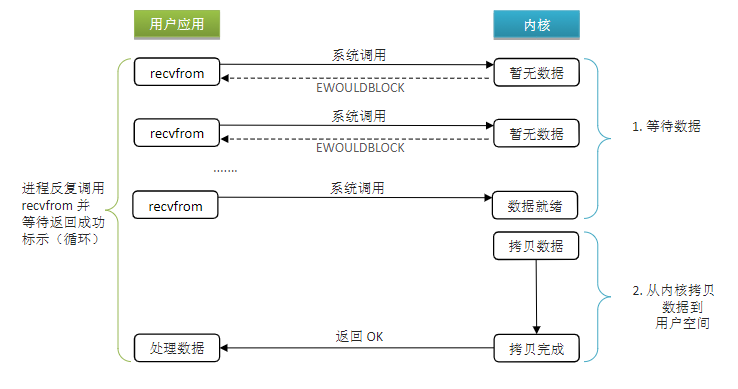 用户应用
内核
系统调用
recvfrom
暂无数据
EWOULDBLOCK
系统调用
recvfrom
暂无数据
EWOULDBLOCK
1. 等待数据
.......
系统调用
recvfrom
数据就绪
进程反复调用
recvfrom 并
等待返回成功
标示（循环）
拷贝数据
2. 从内核拷贝
数据到
用户空间
返回 OK
处理数据
拷贝完成